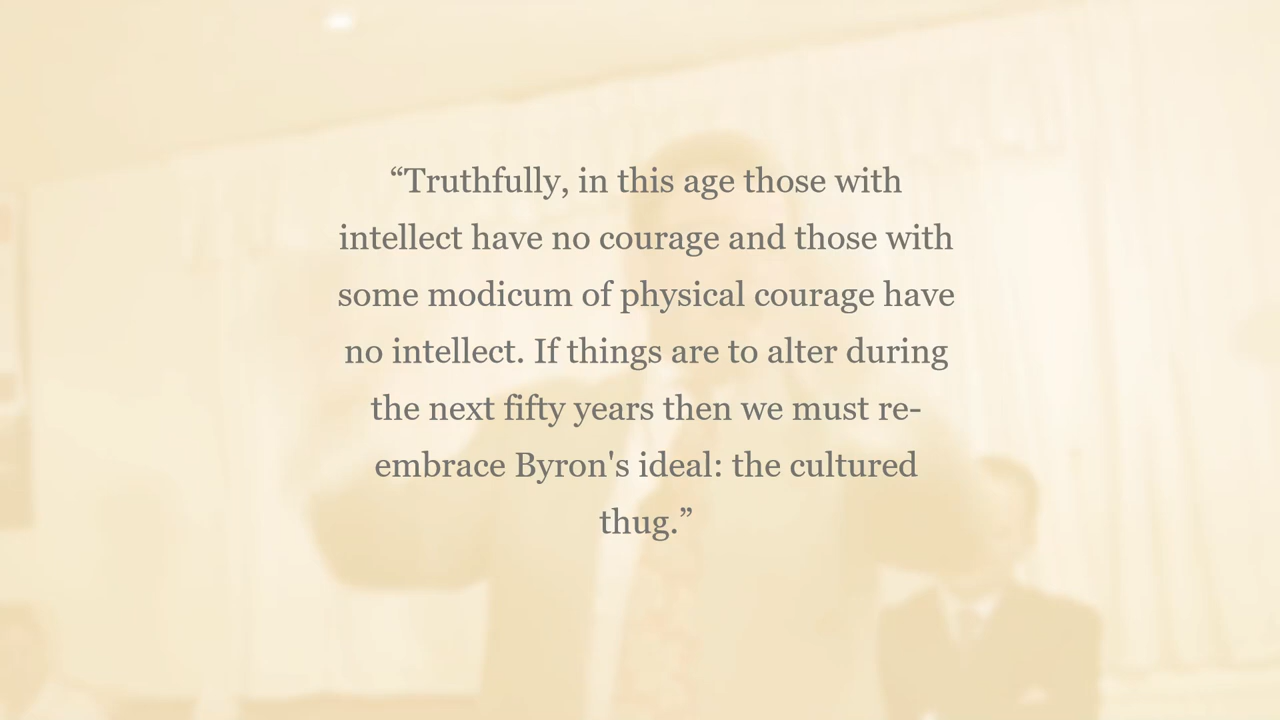 “Truthfully, in this age those with
intellect have no courage and those with
some modicum of physical courage have
no intellect. If things are to alter during
the next fifty years then we must re-
embrace Byron's ideal: the cultured
thug.”